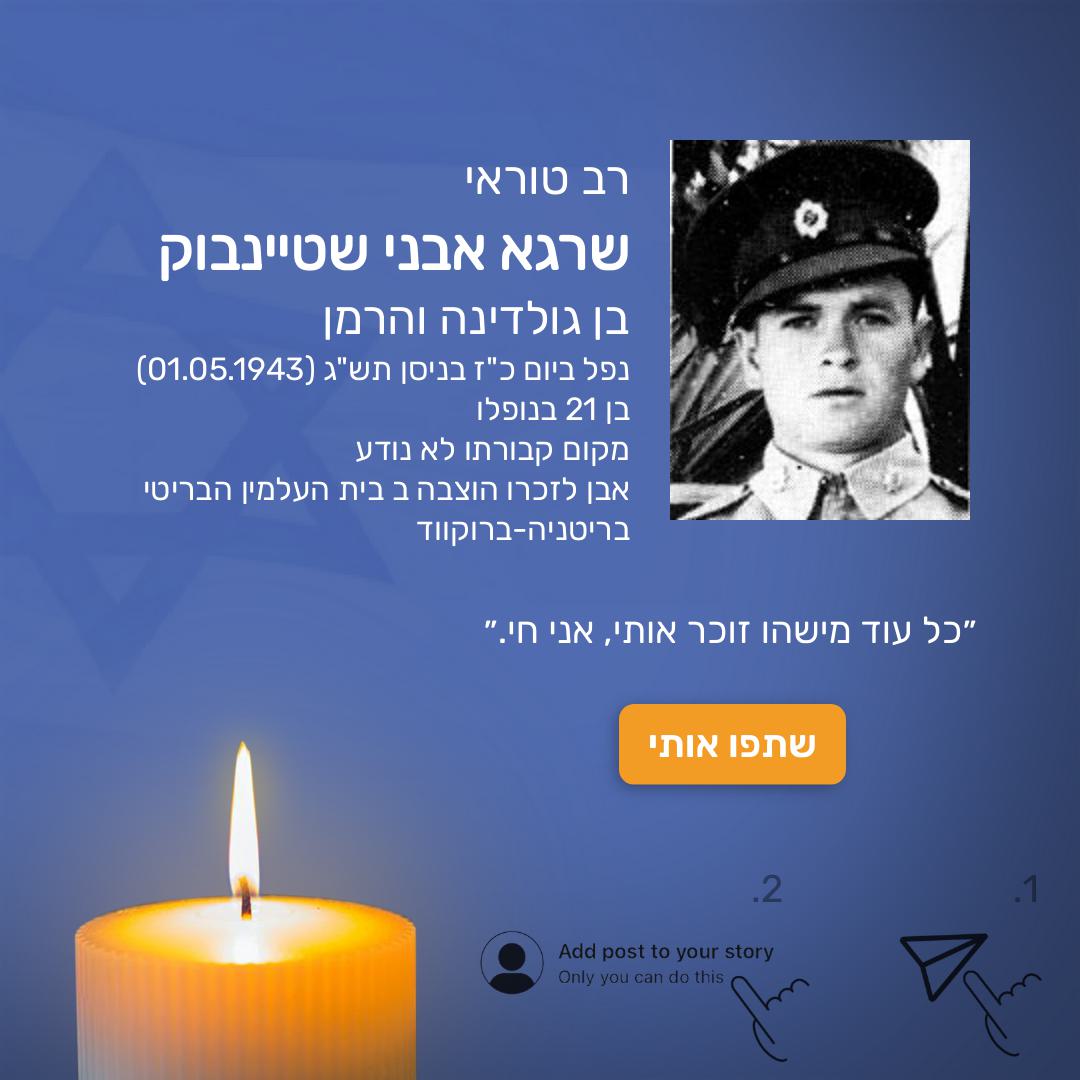 רב טוראי
שרגא אבני שטיינבוק
בן גולדינה והרמן
נפל ביום כ"ז בניסן תש"ג (01.05.1943)
בן 21 בנופלו
מקום קבורתו לא נודע
אבן לזכרו הוצבה ב בית העלמין הבריטי
בריטניה-ברוקווד
״כל עוד מישהו זוכר אותי, אני חי.״
שתפו אותי
1.
2.
Add post to your story
Only you can do this